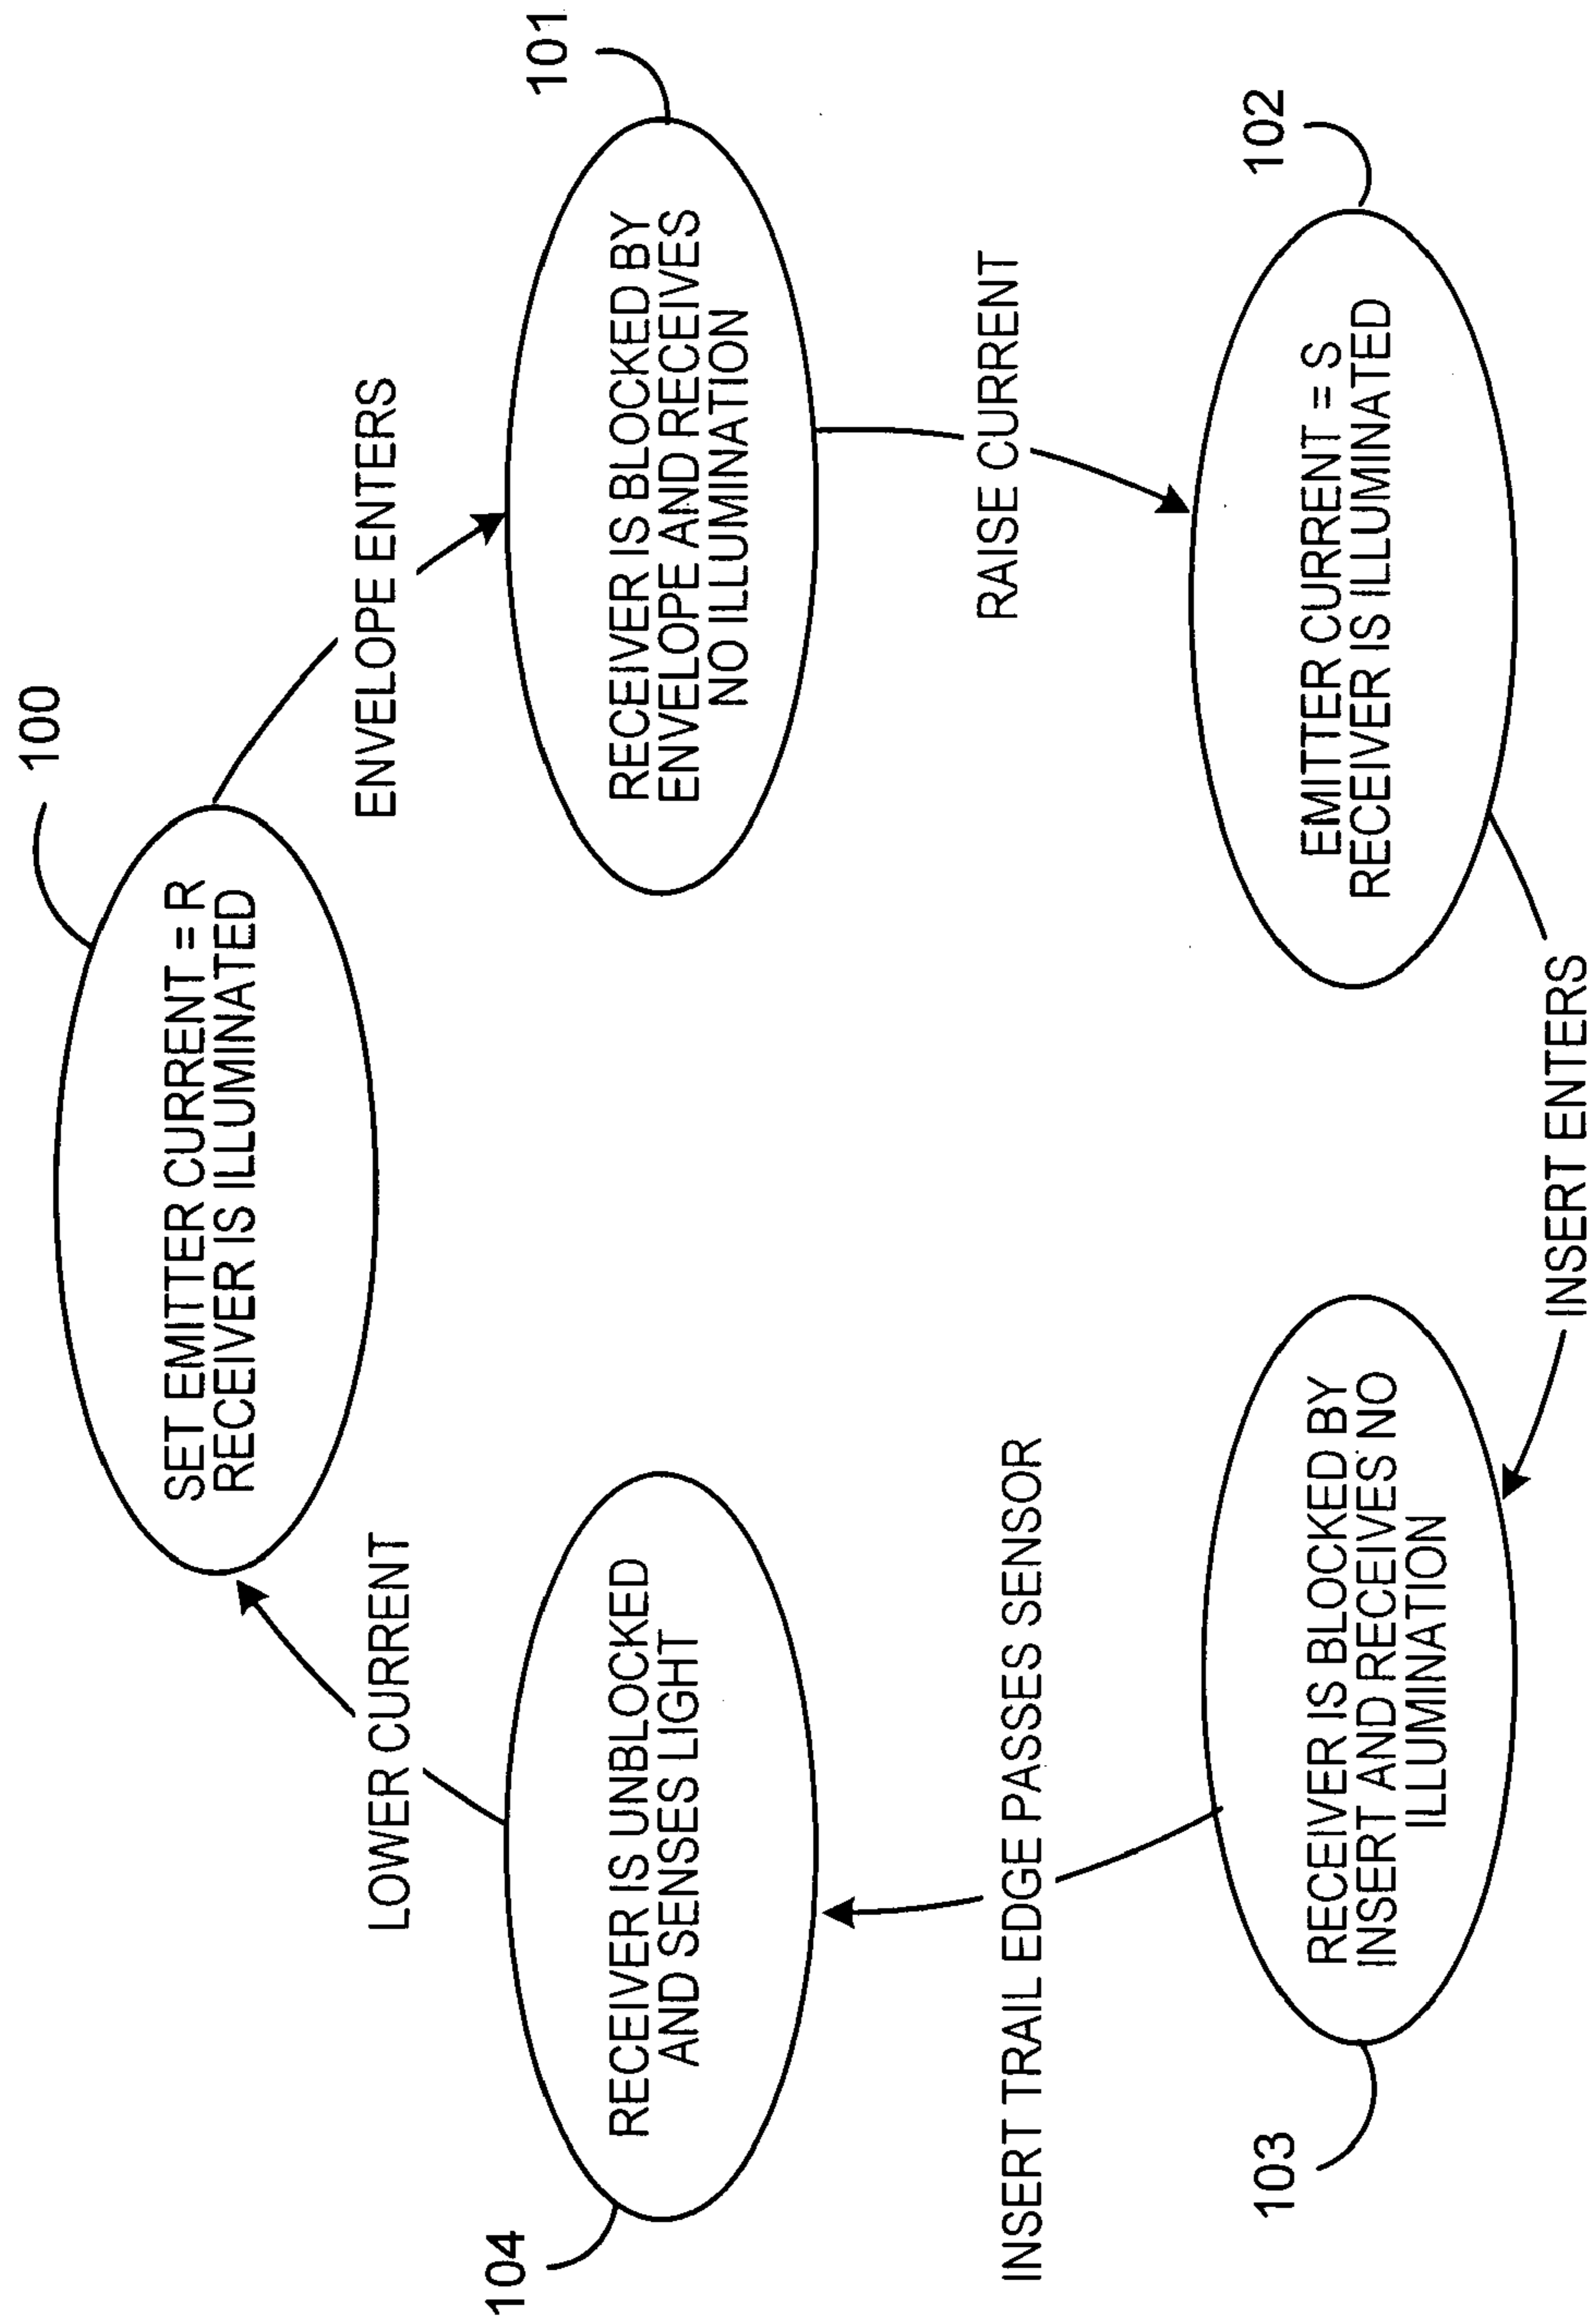 100
SET EMITTER CURRENT = R
RECEIVER IS ILLUMINATED
ENVELOPE ENTERS
101
RECEIVER IS BLOCKED BY
ENVELOPE AND RECEIVES
NO ILLUMINATION
RAISE CURRENT
102
EMITTER CURRENT = S
RECEIVER IS ILLUMINATED
INSERT ENTERS
103
RECEIVER IS BLOCKED BY
INSERT AND RECEIVES NO
ILLUMINATION
INSERT TRAIL EDGE PASSES SENSOR
104
RECEIVER IS UNBLOCKED
AND SENSES LIGHT
LOWER CURRENT